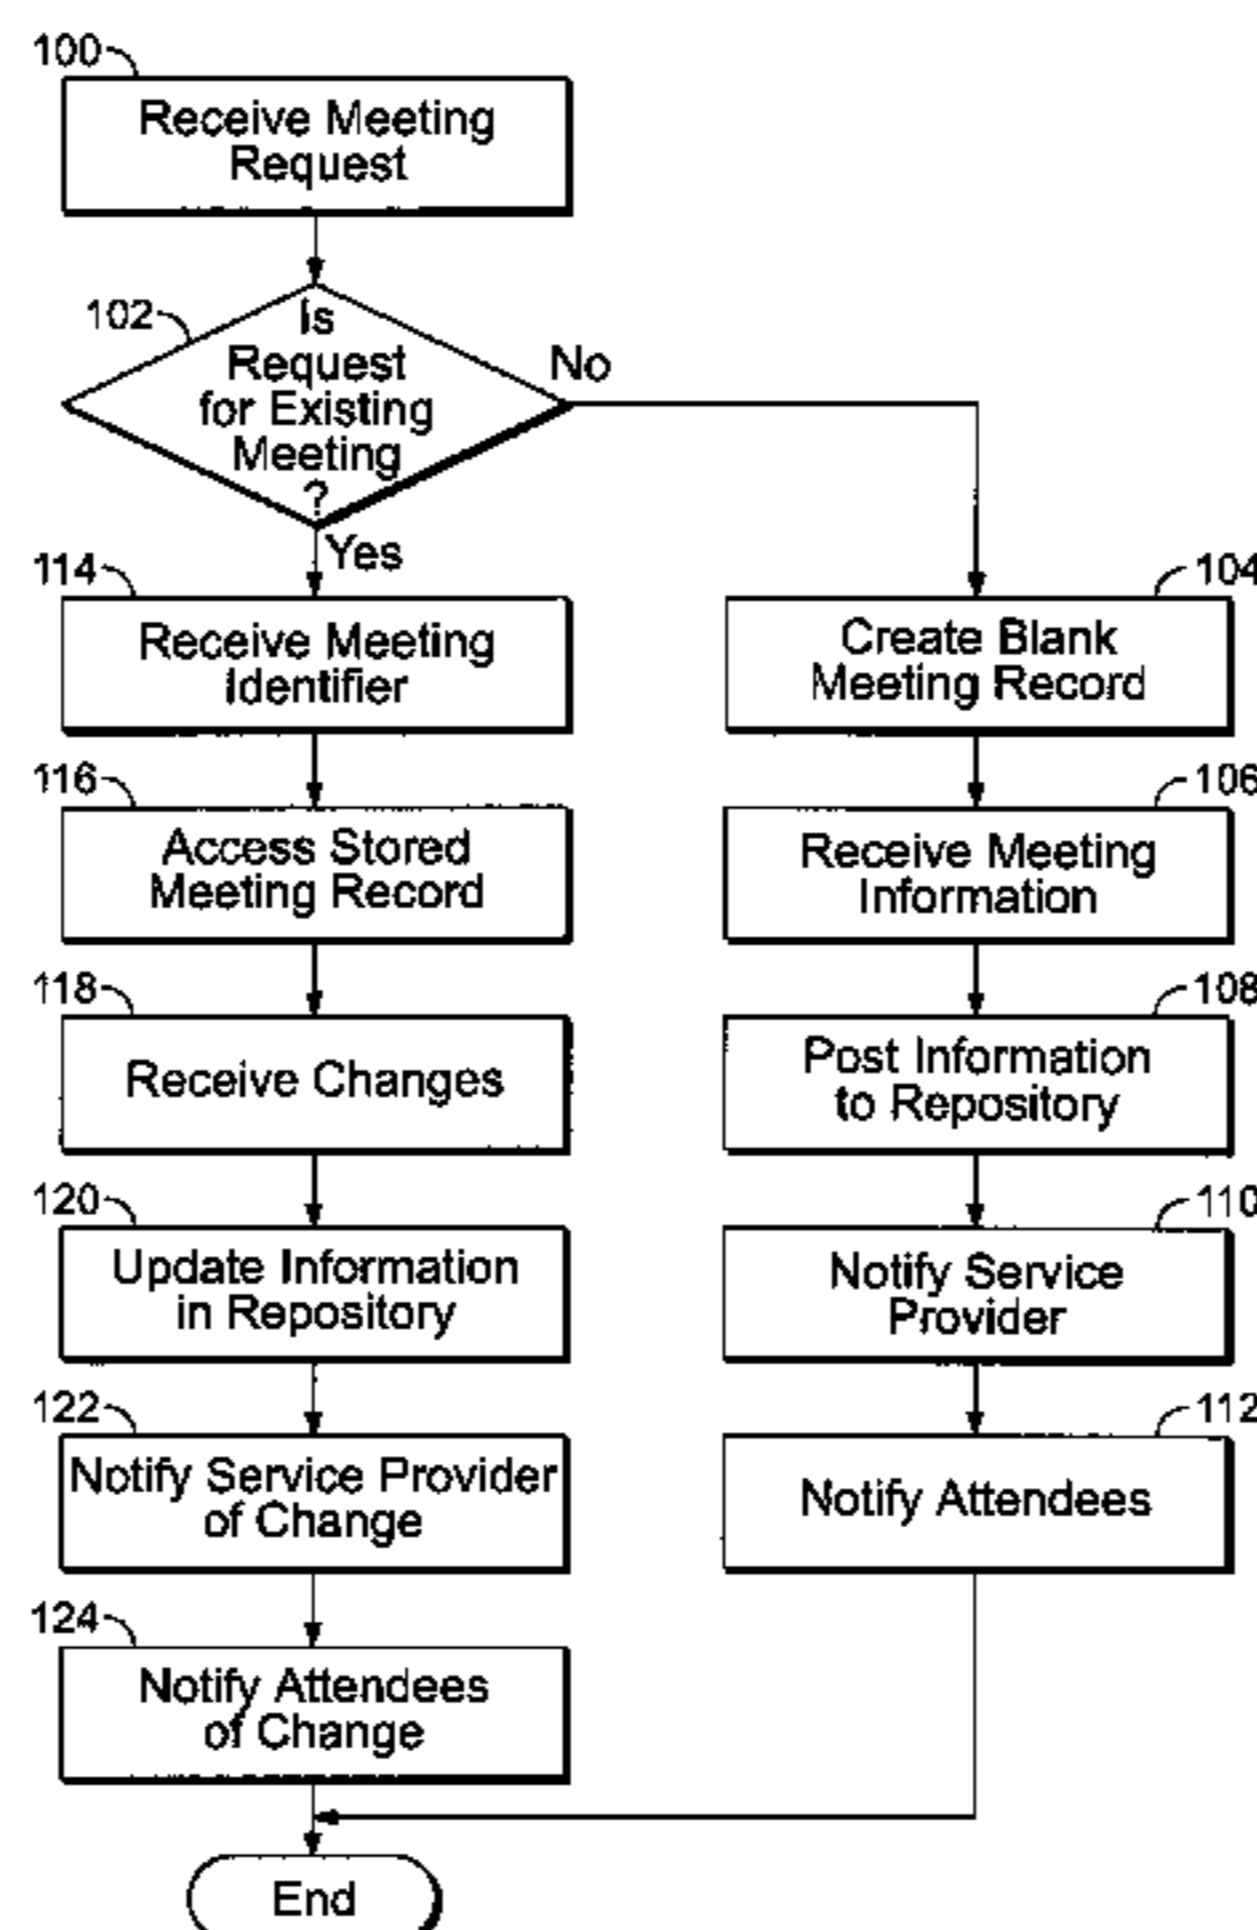 100
Receive Meeting
Request
102
Is
Request
for Existing
Meeting
?
No
Yes
114
Receive Meeting
Identifier
116
Access Stored
Meeting Record
118
Receive Changes
120
Update Information
in Repository
122
Notify Service Provider
of Change
124
Notify Attendees
of Change
104
Create Blank
Meeting Record
106
Receive Meeting
Information
108
Post Information
to Repository
110
Notify Service
Provider
112
Notify Attendees
End